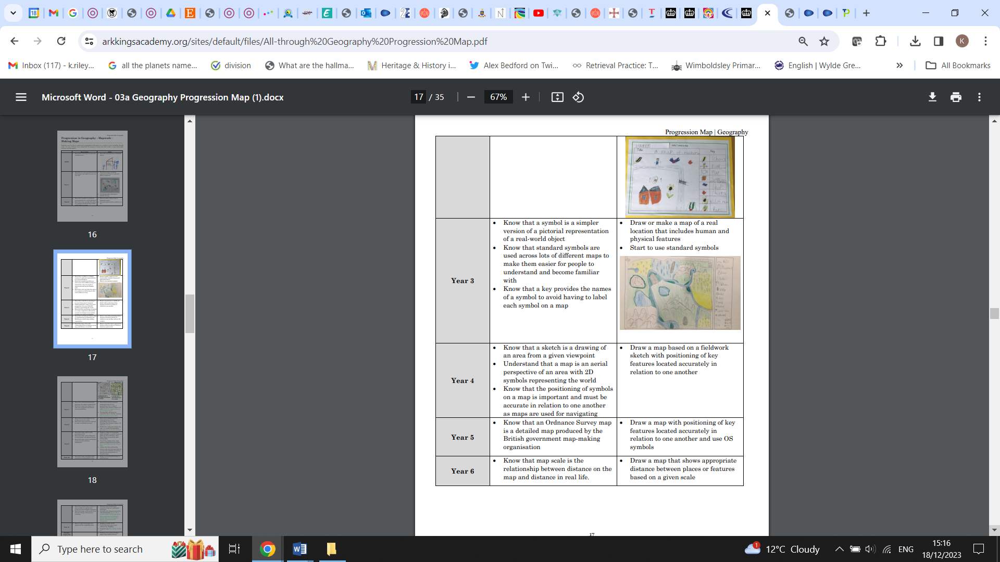 18
arkkingsacademy.org/sites/default/files/All-through%20Geography%20Progression%20Map.pdf
K
Inbox (117) - k.riley...
all the planets name...
division
What are the hallma...
Heritage & History i...
Alex Bedford on Twi...
Retrieval Practice: T...
Wimboldsley Primar...
English | Wylde Gre...
All Bookmarks
Microsoft Word - 03a Geography Progression Map (1).docx
17 / 35
67%
Progression in Geography - Mapwork -
Making Maps
16
17
18
Progression Map | Geography
Title
Key
Year 3
• Know that a symbol is a simpler
version of a pictorial representation
of a real-world object
• Know that standard symbols are
used across lots of different maps to
make them easier for people to
understand and become familiar
with
• Know that a key provides the names
of a symbol to avoid having to label
each symbol on a map
• Draw or make a map of a real
location that includes human and
physical features
• Start to use standard symbols
Year 4
• Know that a sketch is a drawing of
an area from a given viewpoint
• Understand that a map is an aerial
perspective of an area with 2D
symbols representing the world
• Know that the positioning of symbols
on a map is important and must be
accurate in relation to one another
as maps are used for navigating
• Draw a map based on a fieldwork
sketch with positioning of key
features located accurately in
relation to one another
Year 5
• Know that an Ordnance Survey map
is a detailed map produced by the
British government map-making
organisation
• Draw a map with positioning of key
features located accurately in
relation to one another and use OS
symbols
Year 6
• Know that map scale is the
relationship between distance on the
map and distance in real life.
• Draw a map that shows appropriate
distance between places or features
based on a given scale
17
Type here to search
1
12°C Cloudy
ENG
15:16
18/12/2023